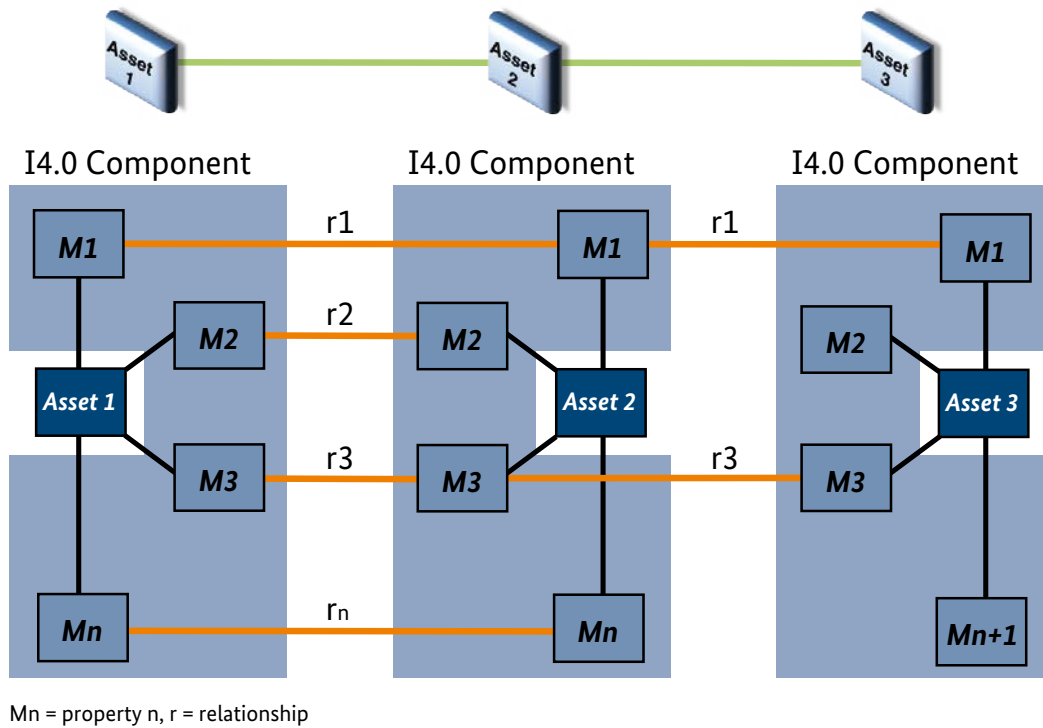 Asset
1
Asset
2
Asset
3
I4.0 Component
I4.0 Component
I4.0 Component
r1
r1
M1
M1
M1
r2
M2
M2
M2
Asset 1
Asset 2
Asset 3
r3
r3
M3
M3
M3
rn
Mn
Mn
Mn+1
Mn = property n, r = relationship